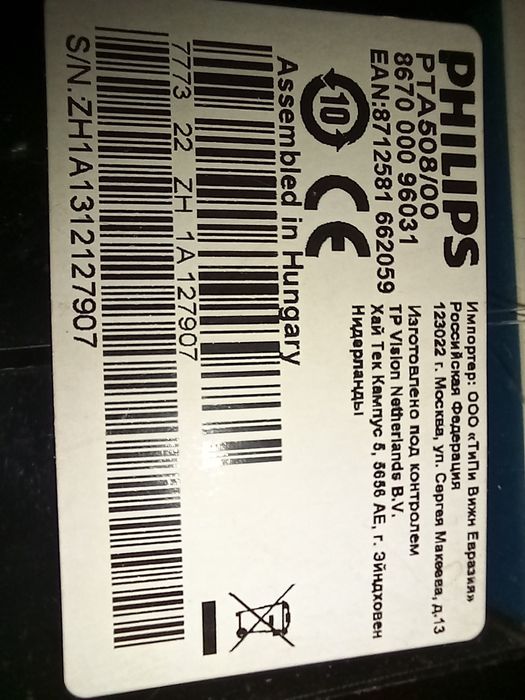 PHILIPS
PTA508/00
8670 000 96031
EAN:8712581 662059
Импортер: ООО «ТиПи Вижн Евразия»
Российская Федерация
123022 г. Москва, ул. Сергея Макеева, д.13
Изготовлено под контролем
TP Vision Netherlands B.V.
Хай Тек Кампус 5, 5656 AE, г. Эйндховен
Нидерланды
10
CE
Assembled in Hungary
7773 22 ZH 1A 127907
S/N.ZH1A1312127907